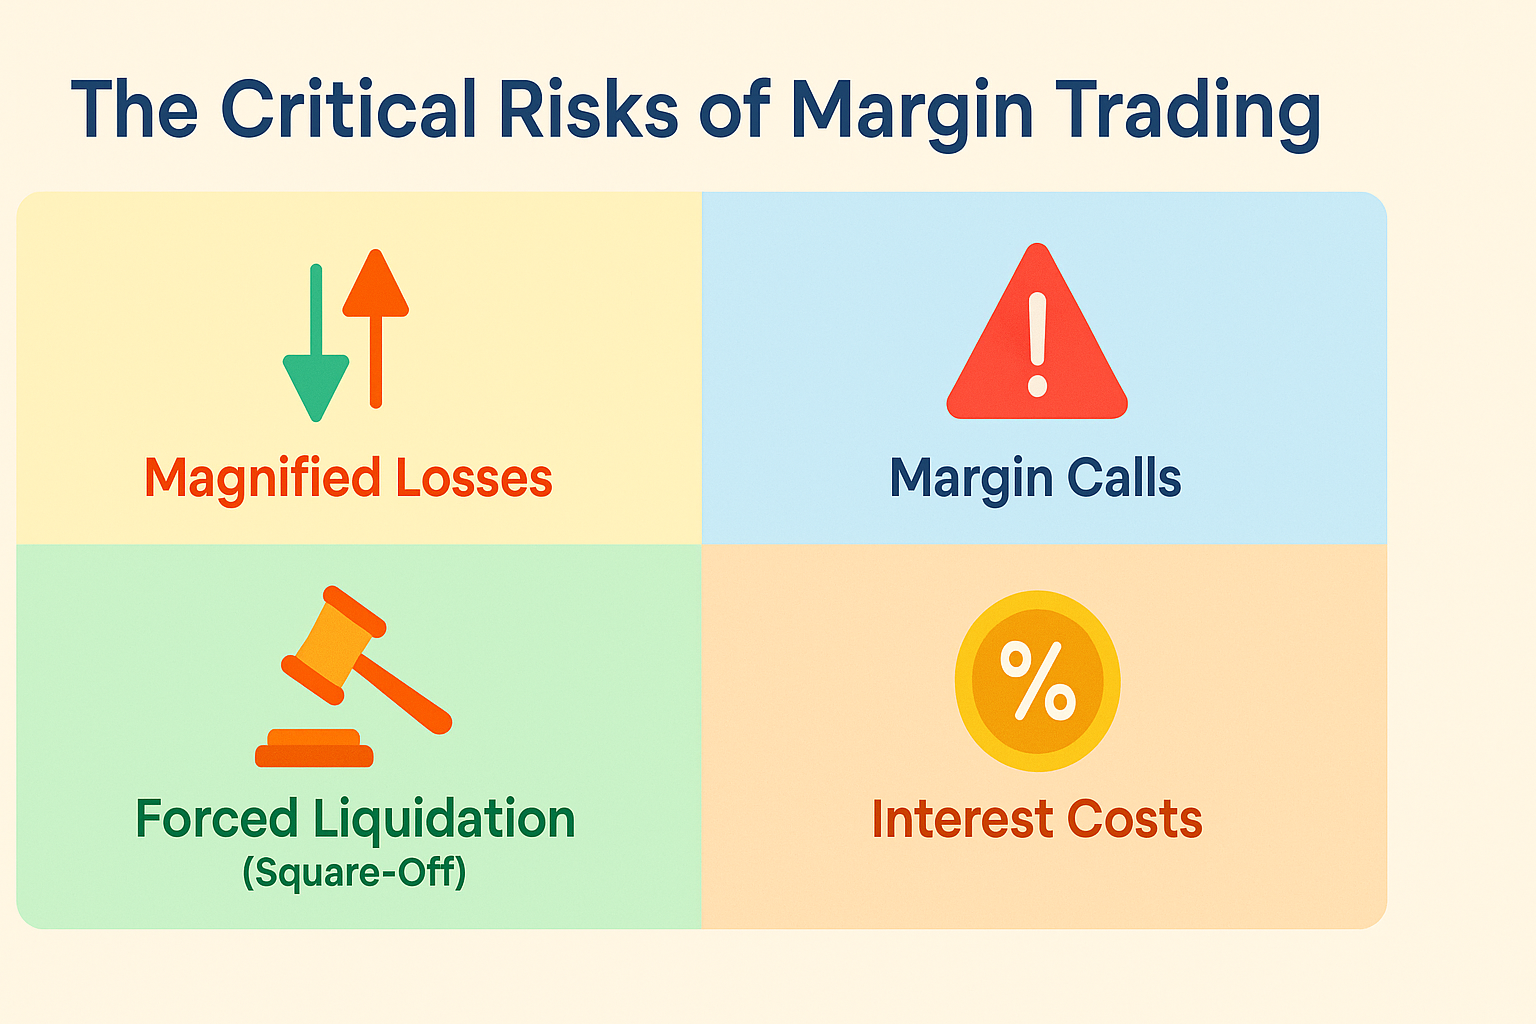 The Critical Risks of Margin Trading
Magnified Losses
Margin Calls
Forced Liquidation
(Square-Off)
%
Interest Costs